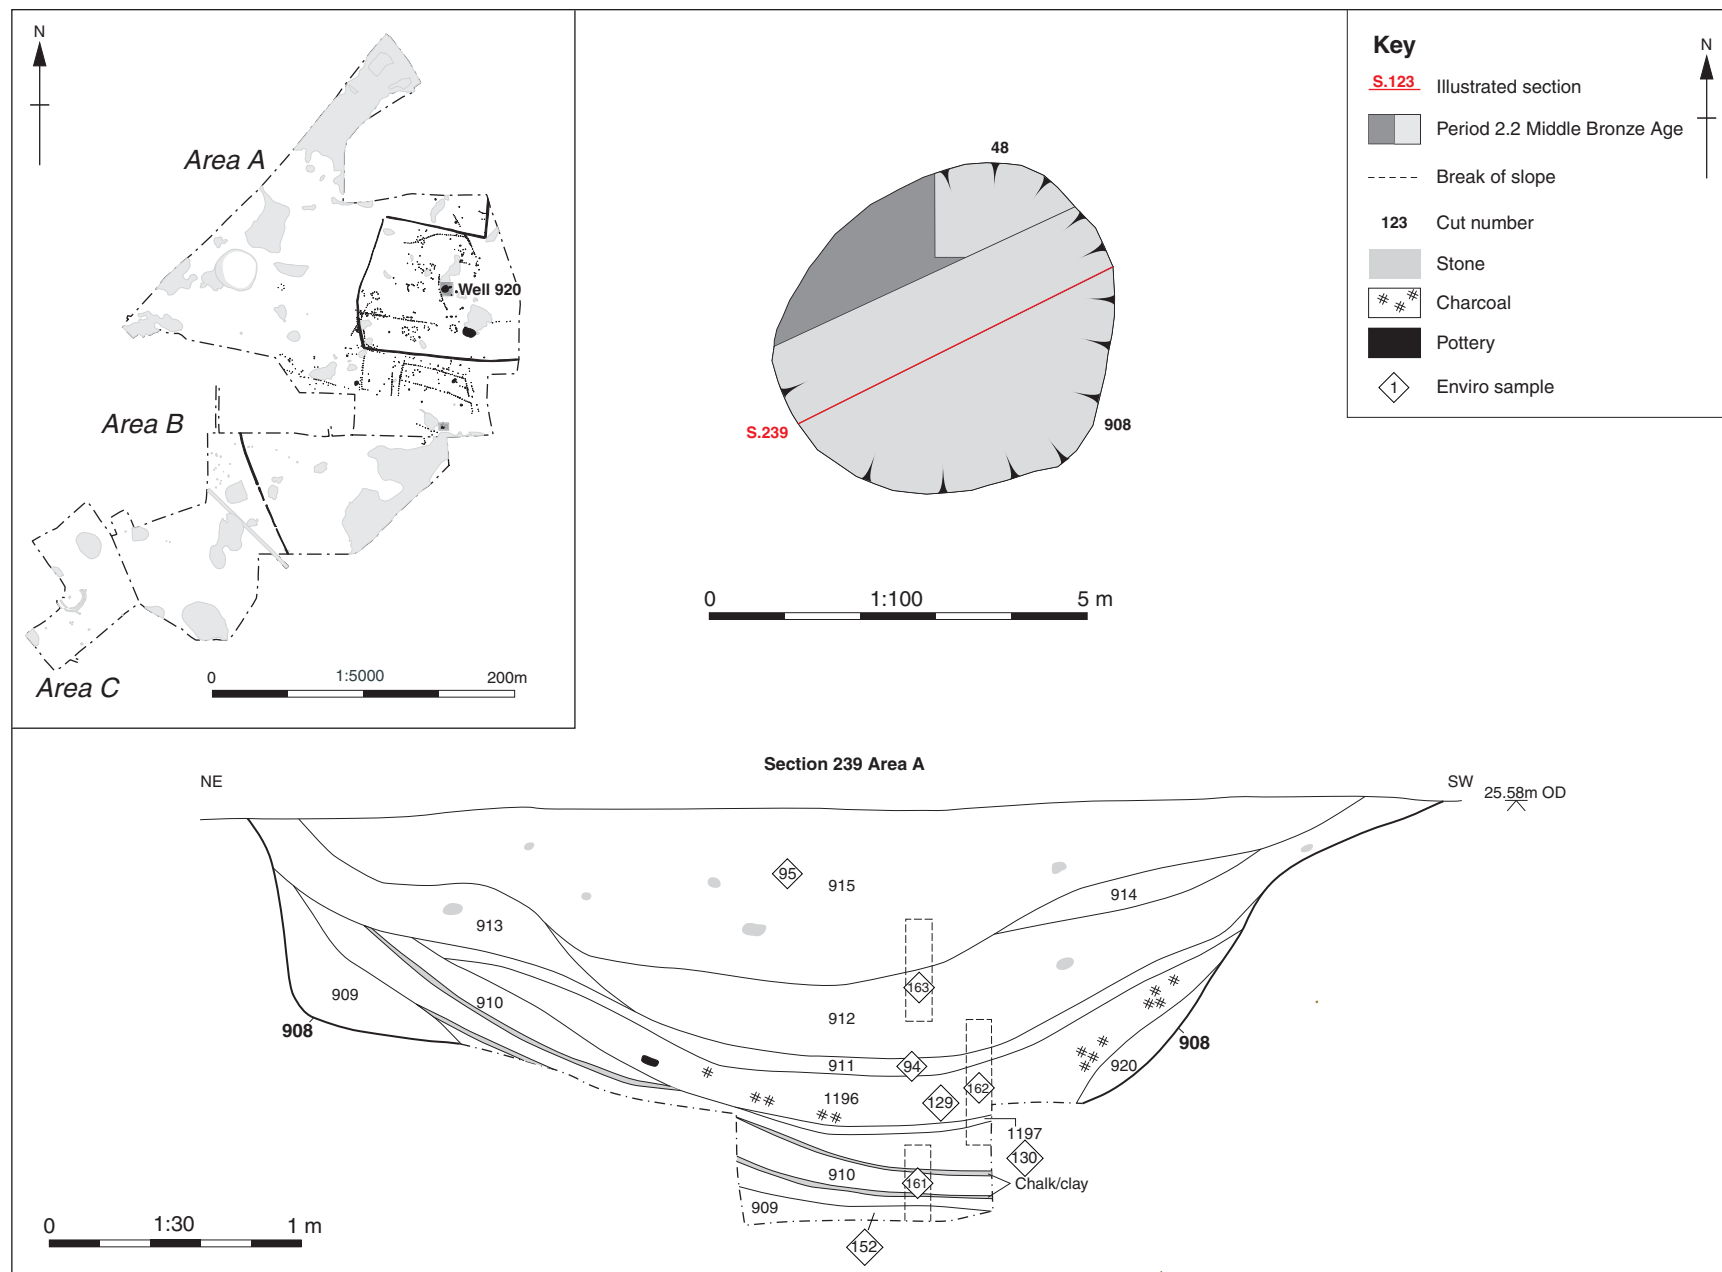 N
Area A
Well 920
Area B
Area C
0 1:5000 200m
48
S.239
908
0 1:100 5 m
Key
N
S.123 Illustrated section
Period 2.2 Middle Bronze Age
Break of slope
123 Cut number
Stone
Charcoal
Pottery
1 Enviro sample
Section 239 Area A
NE
SW
25.58m OD
95
915
914
913
163
909
910
912
908
908
911
94
920
162
1196
129
1197
130
910
161
Chalk/clay
909
152
0 1:30 1 m